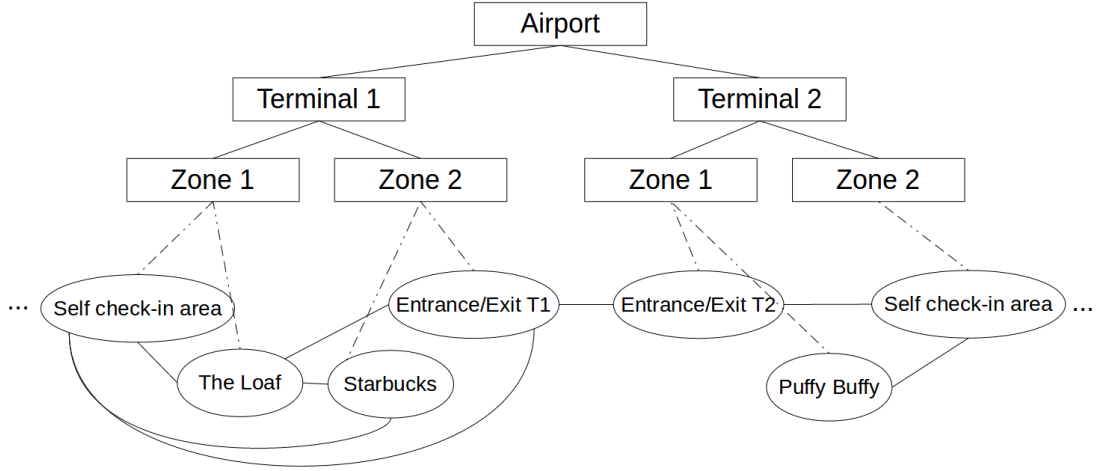 Airport
Terminal 1
Terminal 2
Zone 1
Zone 2
Zone 1
Zone 2
... Self check-in area
Entrance/Exit T1
Entrance/Exit T2
Self check-in area ...
The Loaf
Starbucks
Puffy Buffy